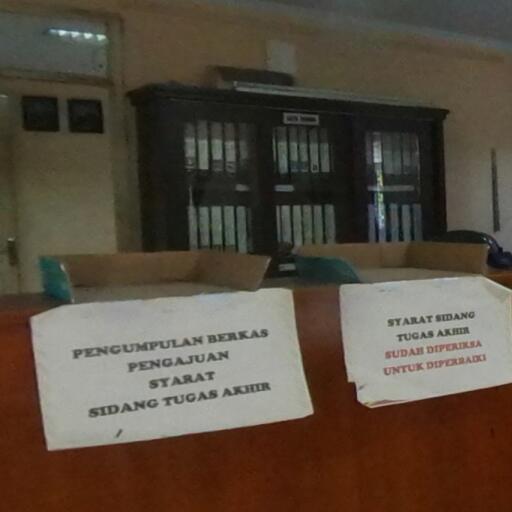 PENGUMPULAN BERKAS
PENGAJUAN
SYARAT
SIDANG TUGAS AKHIR
SYARAT SIDANG
TUGAS AKHIR
SUDAH DIPERIKSA
UNTUK DIPERBAIKI